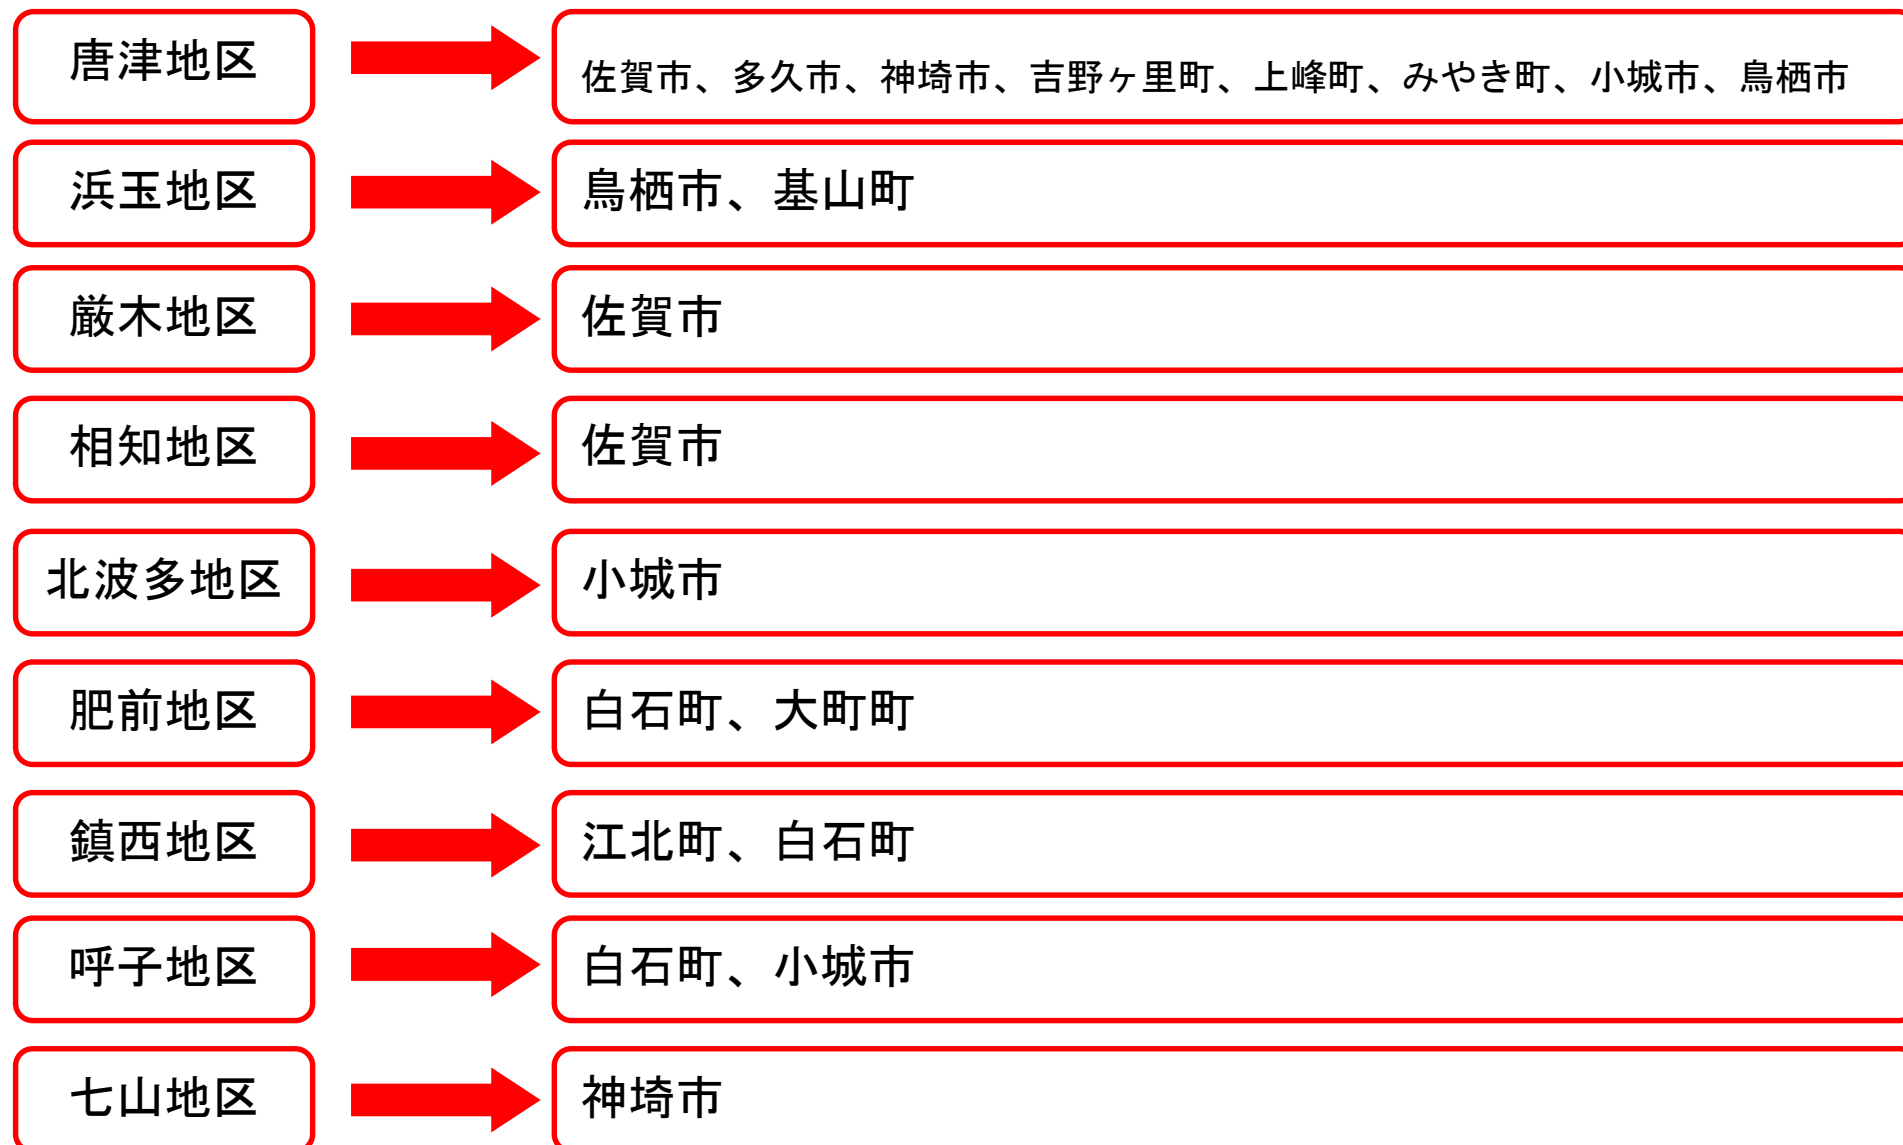 唐津地区
佐賀市、多久市、神埼市、吉野ヶ里町、上峰町、みやき町、小城市、鳥栖市
浜玉地区
鳥栖市、基山町
厳木地区
佐賀市
相知地区
佐賀市
北波多地区
小城市
肥前地区
白石町、大町町
鎮西地区
江北町、白石町
呼子地区
白石町、小城市
七山地区
神埼市